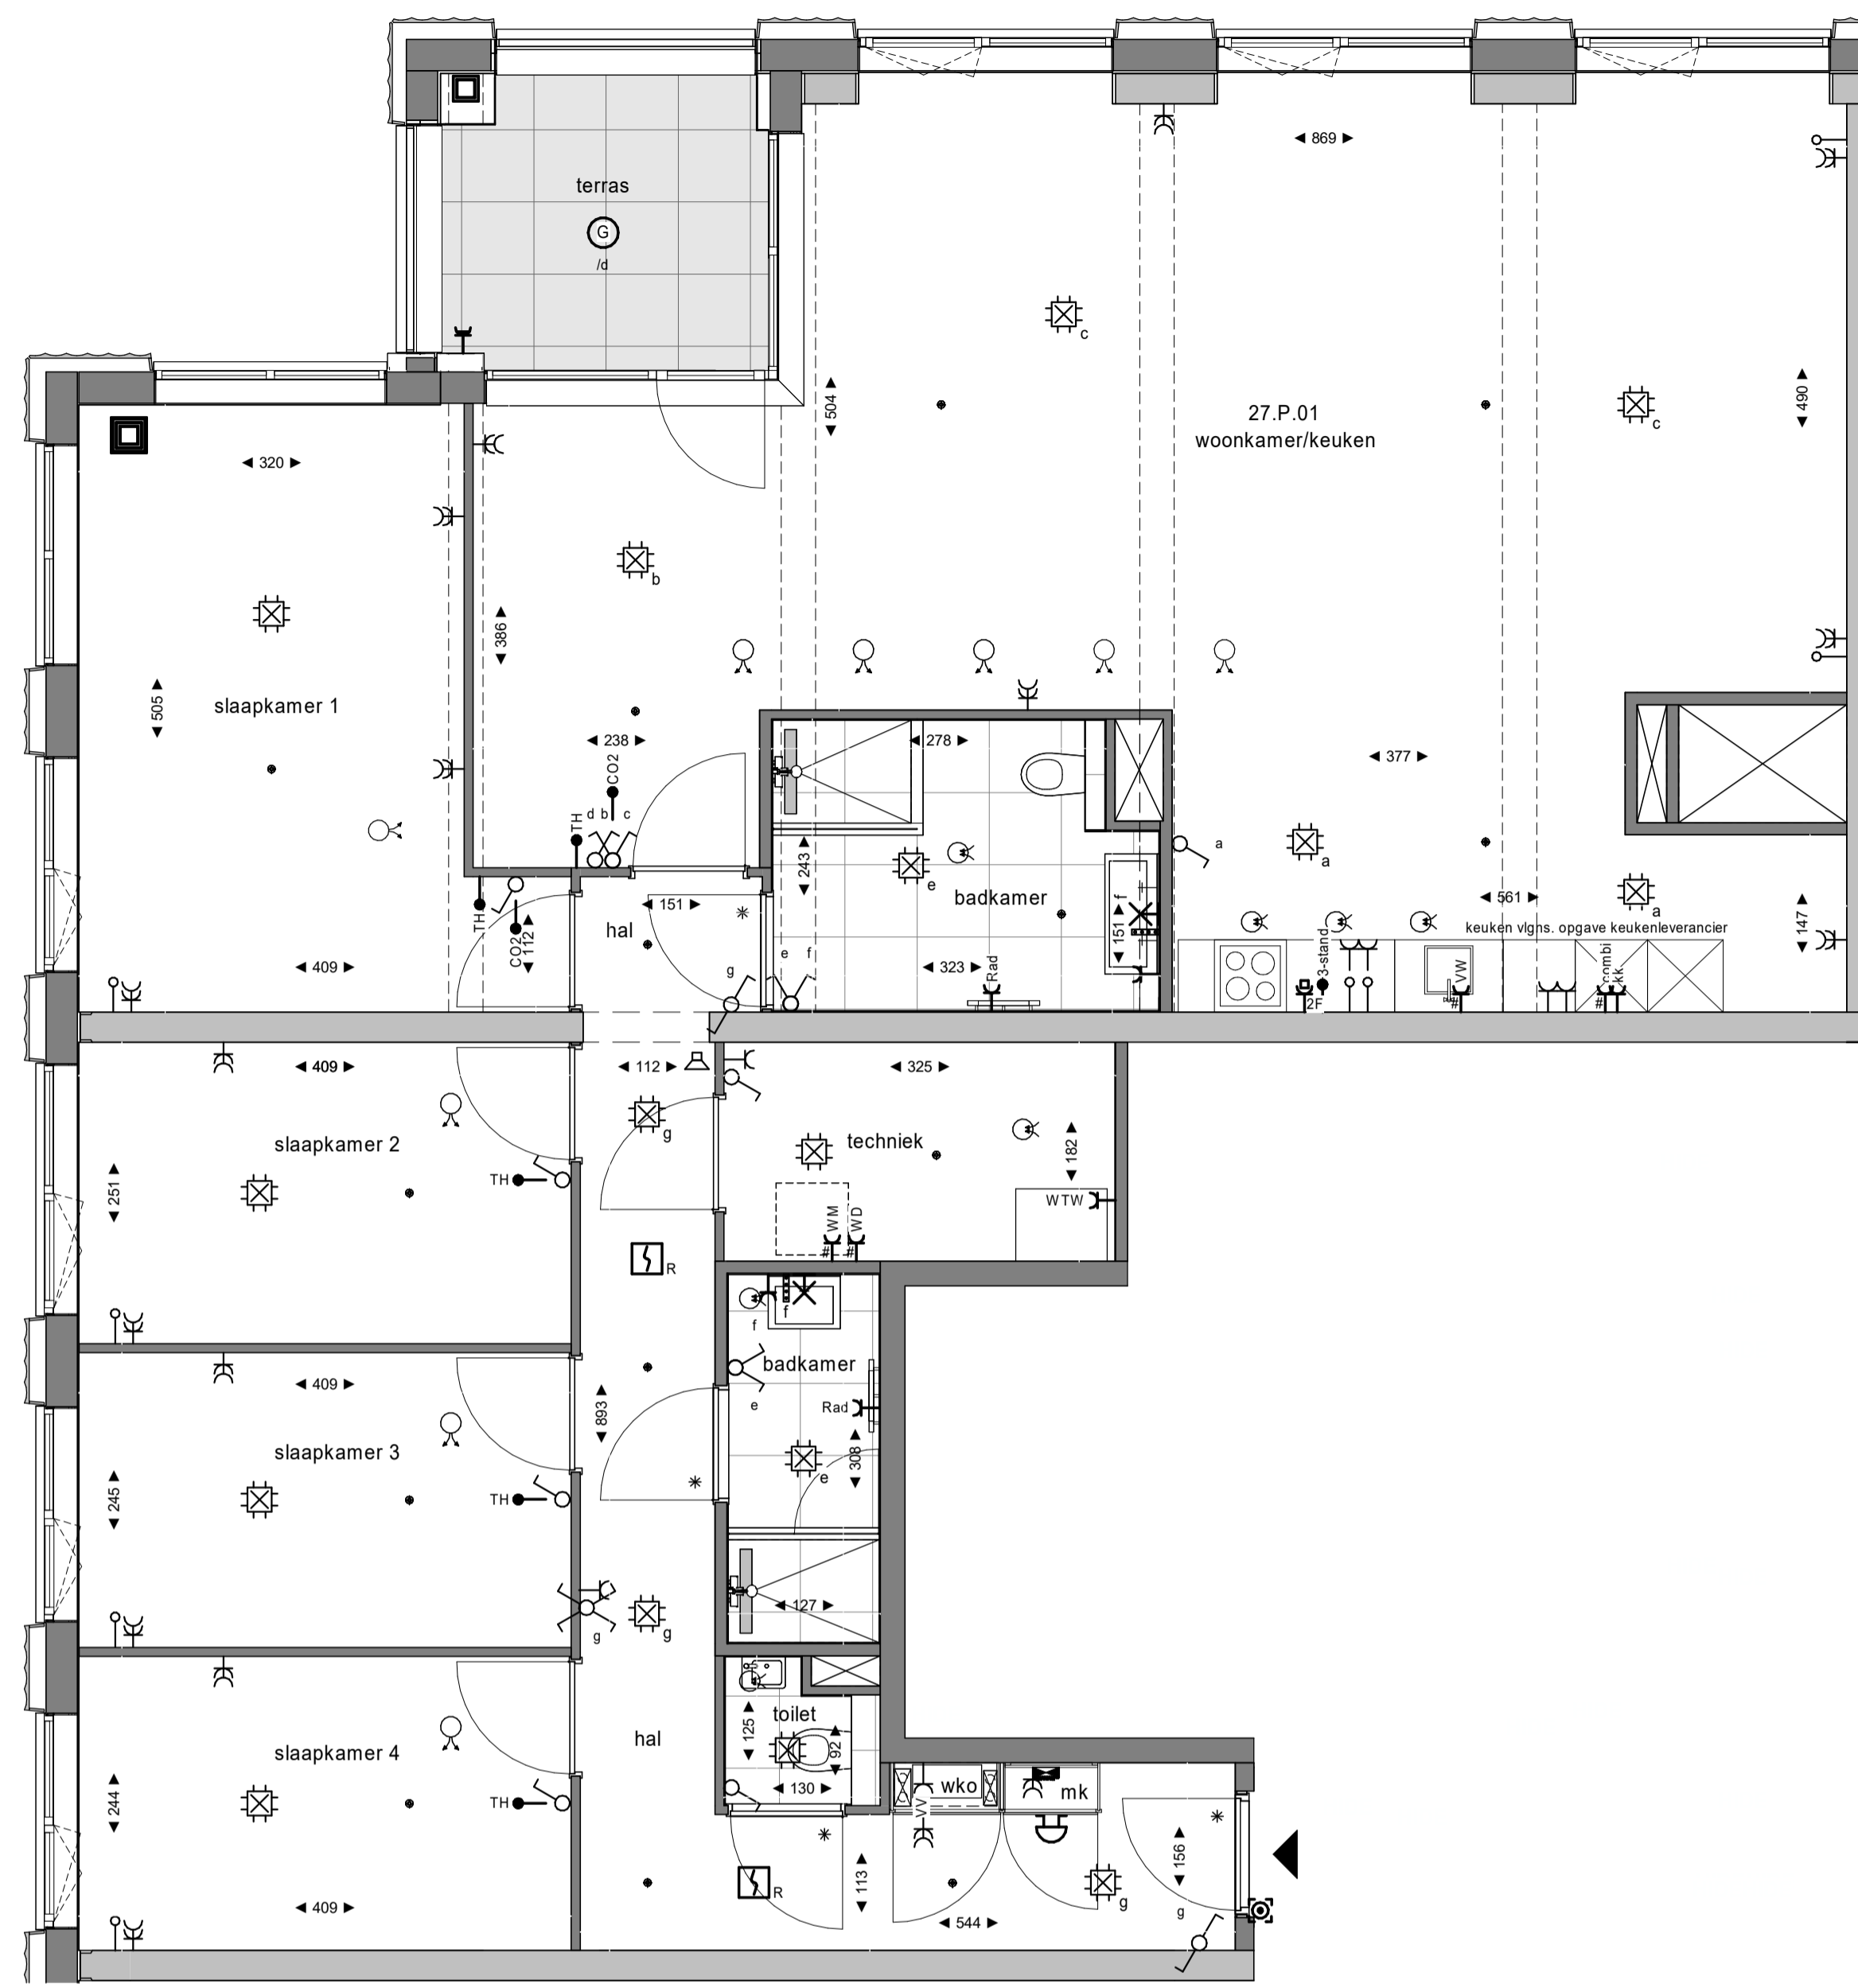 869
terras
G
/d
c
504
490
27.P.01
c
woonkamer/keuken
320
b
386
505
slaapkamer 1
238
278
377
CO2
d b c
TH
a
243
a
e
badkamer
f
561
a
TH
CO2
112
151
hal
151
147
keuken vlgns. opgave keukenleverancier
e f
g
409
323
Rad
3-stand
VW
combi
kk
2F
#
#
409
112
325
g
slaapkamer 2
techniek
182
251
TH
WTW
WM
WD
#
#
R
f
f
badkamer
409
893
e
Rad
slaapkamer 3
308
e
245
TH
127
g
g
toilet
125
hal
92
slaapkamer 4
130
wko
mk
244
TH
VV
156
113
R
g
g
409
544